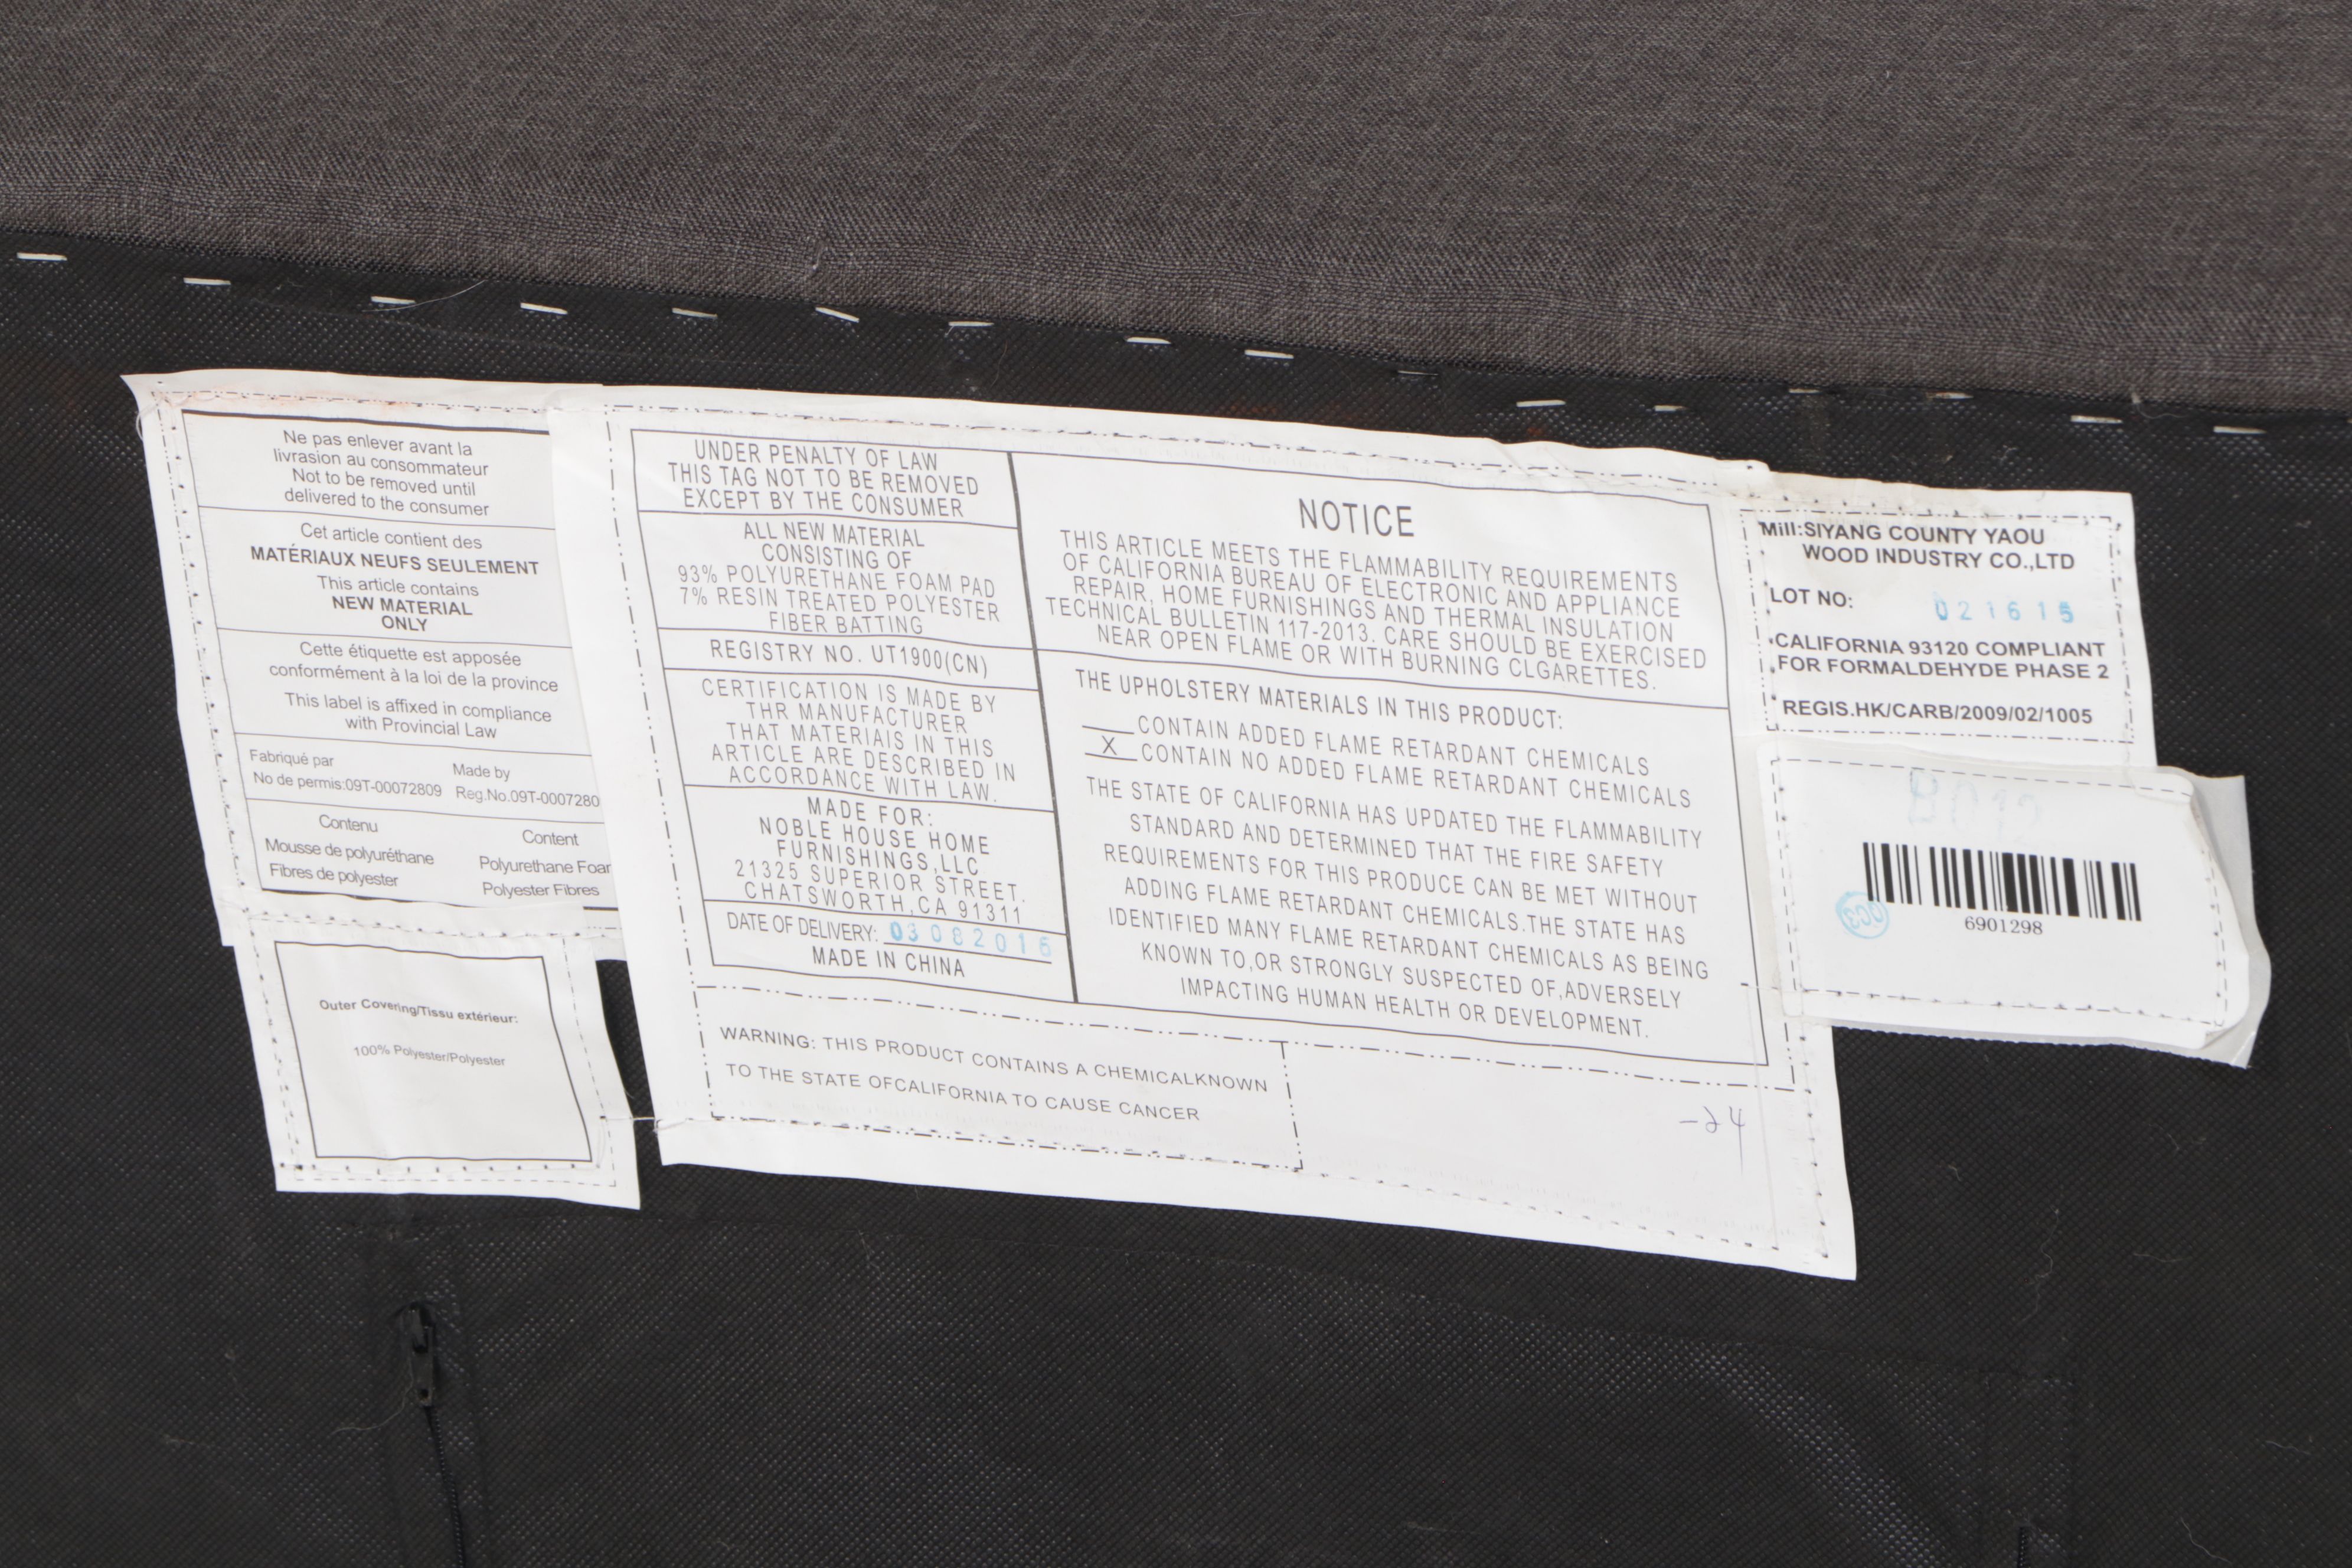 Ne pas enlever avant la
livrasion au consommateur
Not to be removed until
delivered to the consumer
Cet article contient des
MATÉRIAUX NEUFS SEULEMENT
This article contains
NEW MATERIAL
ONLY
Cette étiquette est apposée
conformément à la loi de la province
This label is affixed in compliance
with Provincial Law
Fabriqué par
No de permis:09T-00072809
Made by
Reg.No.09T-0007280
Contenu
Mousse de polyuréthane
Fibres de polyester
Content
Polyurethane Foar
Polyester Fibres
Outer Covering/Tissu extérieur:
100% Polyester/Polyester
UNDER PENALTY OF LAW
THIS TAG NOT TO BE REMOVED
EXCEPT BY THE CONSUMER
ALL NEW MATERIAL
CONSISTING OF
93% POLYURETHANE FOAM PAD
7% RESIN TREATED POLYESTER
FIBER BATTING
REGISTRY NO. UT1900(CN)
CERTIFICATION IS MADE BY
THR MANUFACTURER
THAT MATERIAIS IN THIS
ARTICLE ARE DESCRIBED IN
ACCORDANCE WITH LAW.
MADE FOR:
NOBLE HOUSE HOME
FURNISHINGS,LLC
21325 SUPERIOR STREET.
CHATSWORTH,CA 91311
DATE OF DELIVERY: 03082016
MADE IN CHINA
NOTICE
THIS ARTICLE MEETS THE FLAMMABILITY REQUIREMENTS
OF CALIFORNIA BUREAU OF ELECTRONIC AND APPLIANCE
REPAIR, HOME FURNISHINGS AND THERMAL INSULATION
TECHNICAL BULLETIN 117-2013. CARE SHOULD BE EXERCISED
NEAR OPEN FLAME OR WITH BURNING CLGARETTES.
THE UPHOLSTERY MATERIALS IN THIS PRODUCT:
CONTAIN ADDED FLAME RETARDANT CHEMICALS
X CONTAIN NO ADDED FLAME RETARDANT CHEMICALS
THE STATE OF CALIFORNIA HAS UPDATED THE FLAMMABILITY
STANDARD AND DETERMINED THAT THE FIRE SAFETY
REQUIREMENTS FOR THIS PRODUCE CAN BE MET WITHOUT
ADDING FLAME RETARDANT CHEMICALS.THE STATE HAS
IDENTIFIED MANY FLAME RETARDANT CHEMICALS AS BEING
KNOWN TO,OR STRONGLY SUSPECTED OF,ADVERSELY
IMPACTING HUMAN HEALTH OR DEVELOPMENT.
WARNING: THIS PRODUCT CONTAINS A CHEMICALKNOWN
TO THE STATE OFCALIFORNIA TO CAUSE CANCER
-24
Mill:SIYANG COUNTY YAOU
WOOD INDUSTRY CO.,LTD
LOT NO: 021615
CALIFORNIA 93120 COMPLIANT
FOR FORMALDEHYDE PHASE 2
REGIS.HK/CARB/2009/02/1005
6901298